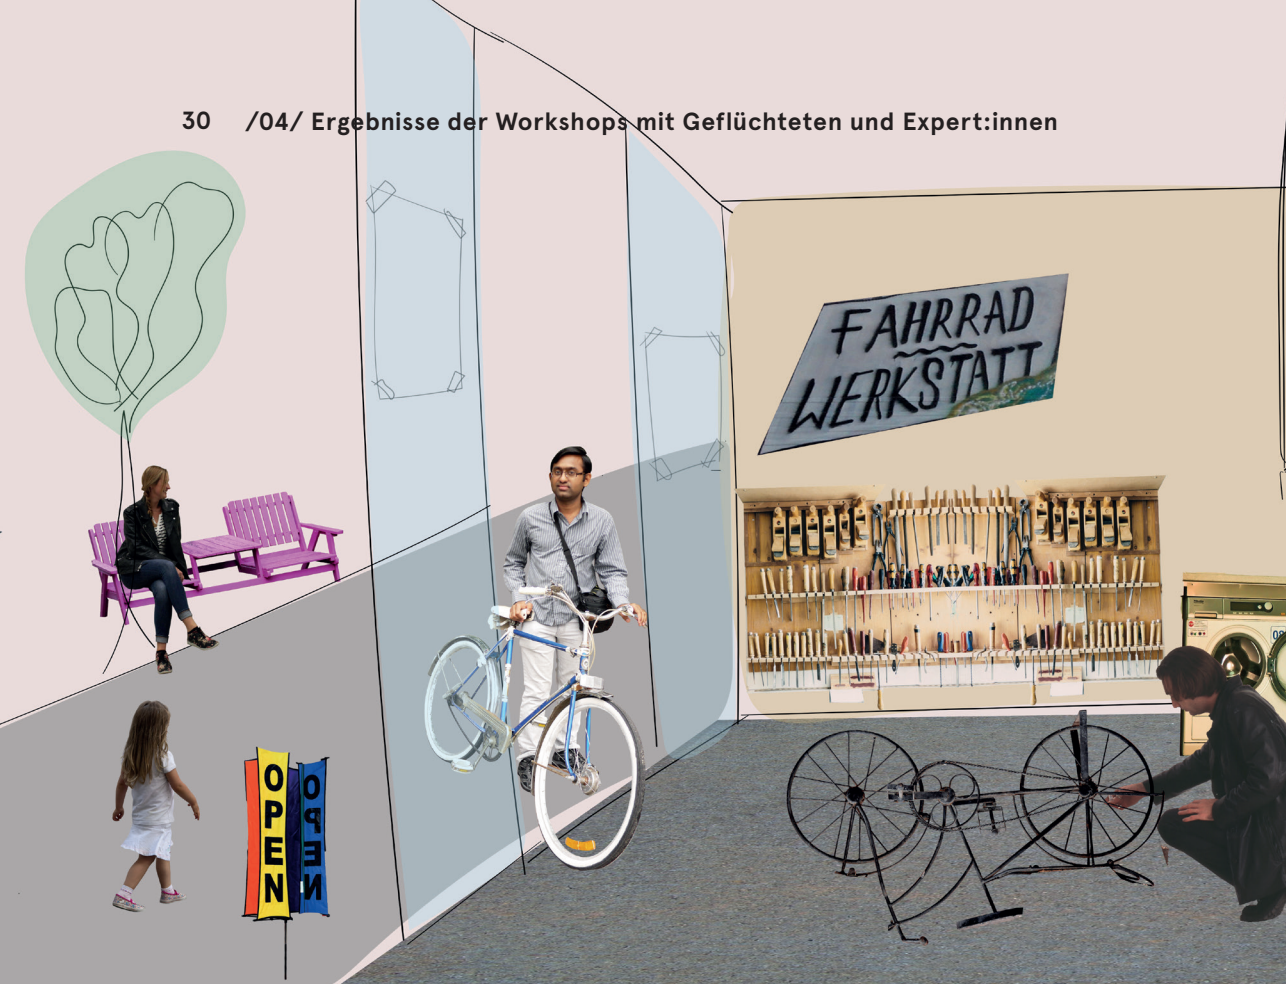 30 /04/ Ergebnisse der Workshops mit Geflüchteten und Expert:innen
FAHRRAD
WERKSTATT
OPEN
OPEN